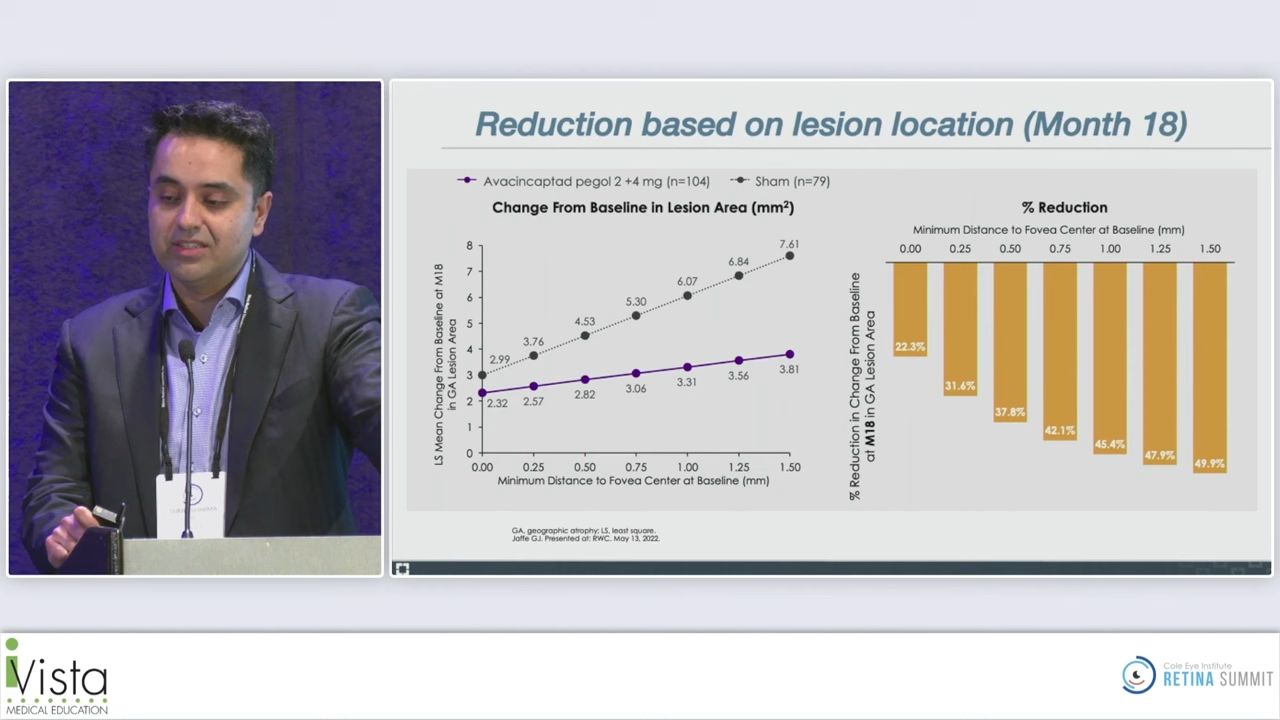 Reduction based on lesion location (Month 18)
Avacincaptad pegol 2 +4 mg (n=104)
Sham (n=79)
Change From Baseline in Lesion Area (mm²)
LS Mean Change From Baseline at M18
in GA Lesion Area
8
7
6
5
4
3
2
1
0
2.99
3.76
4.53
5.30
6.07
6.84
7.61
2.32
2.57
2.82
3.06
3.31
3.56
3.81
0.00 0.25 0.50 0.75 1.00 1.25 1.50
Minimum Distance to Fovea Center at Baseline (mm)
% Reduction
Minimum Distance to Fovea Center at Baseline (mm)
0.00 0.25 0.50 0.75 1.00 1.25 1.50
% Reduction in Change From Baseline
at M18 in GA Lesion Area
22.3%
31.6%
37.8%
42.1%
45.4%
47.9%
49.9%
GA, geographic atrophy; LS, least square.
Jaffe GJ. Presented at: RWC. May 13, 2022.
iVista
MEDICAL EDUCATION
Cole Eye Institute
RETINA SUMMIT